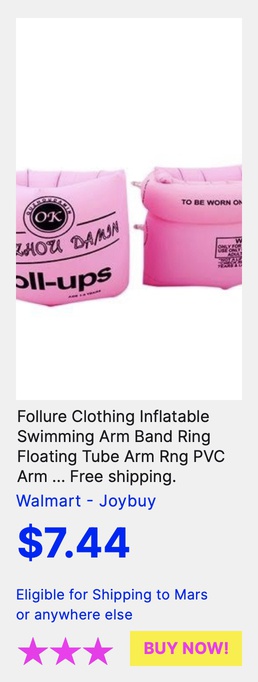 OK
ZHOU DAMIN
oll-ups
TO BE WORN ON
Follure Clothing Inflatable
Swimming Arm Band Ring
Floating Tube Arm Rng PVC
Arm ... Free shipping.
Walmart - Joybuy
$7.44
Eligible for Shipping to Mars
or anywhere else
BUY NOW!